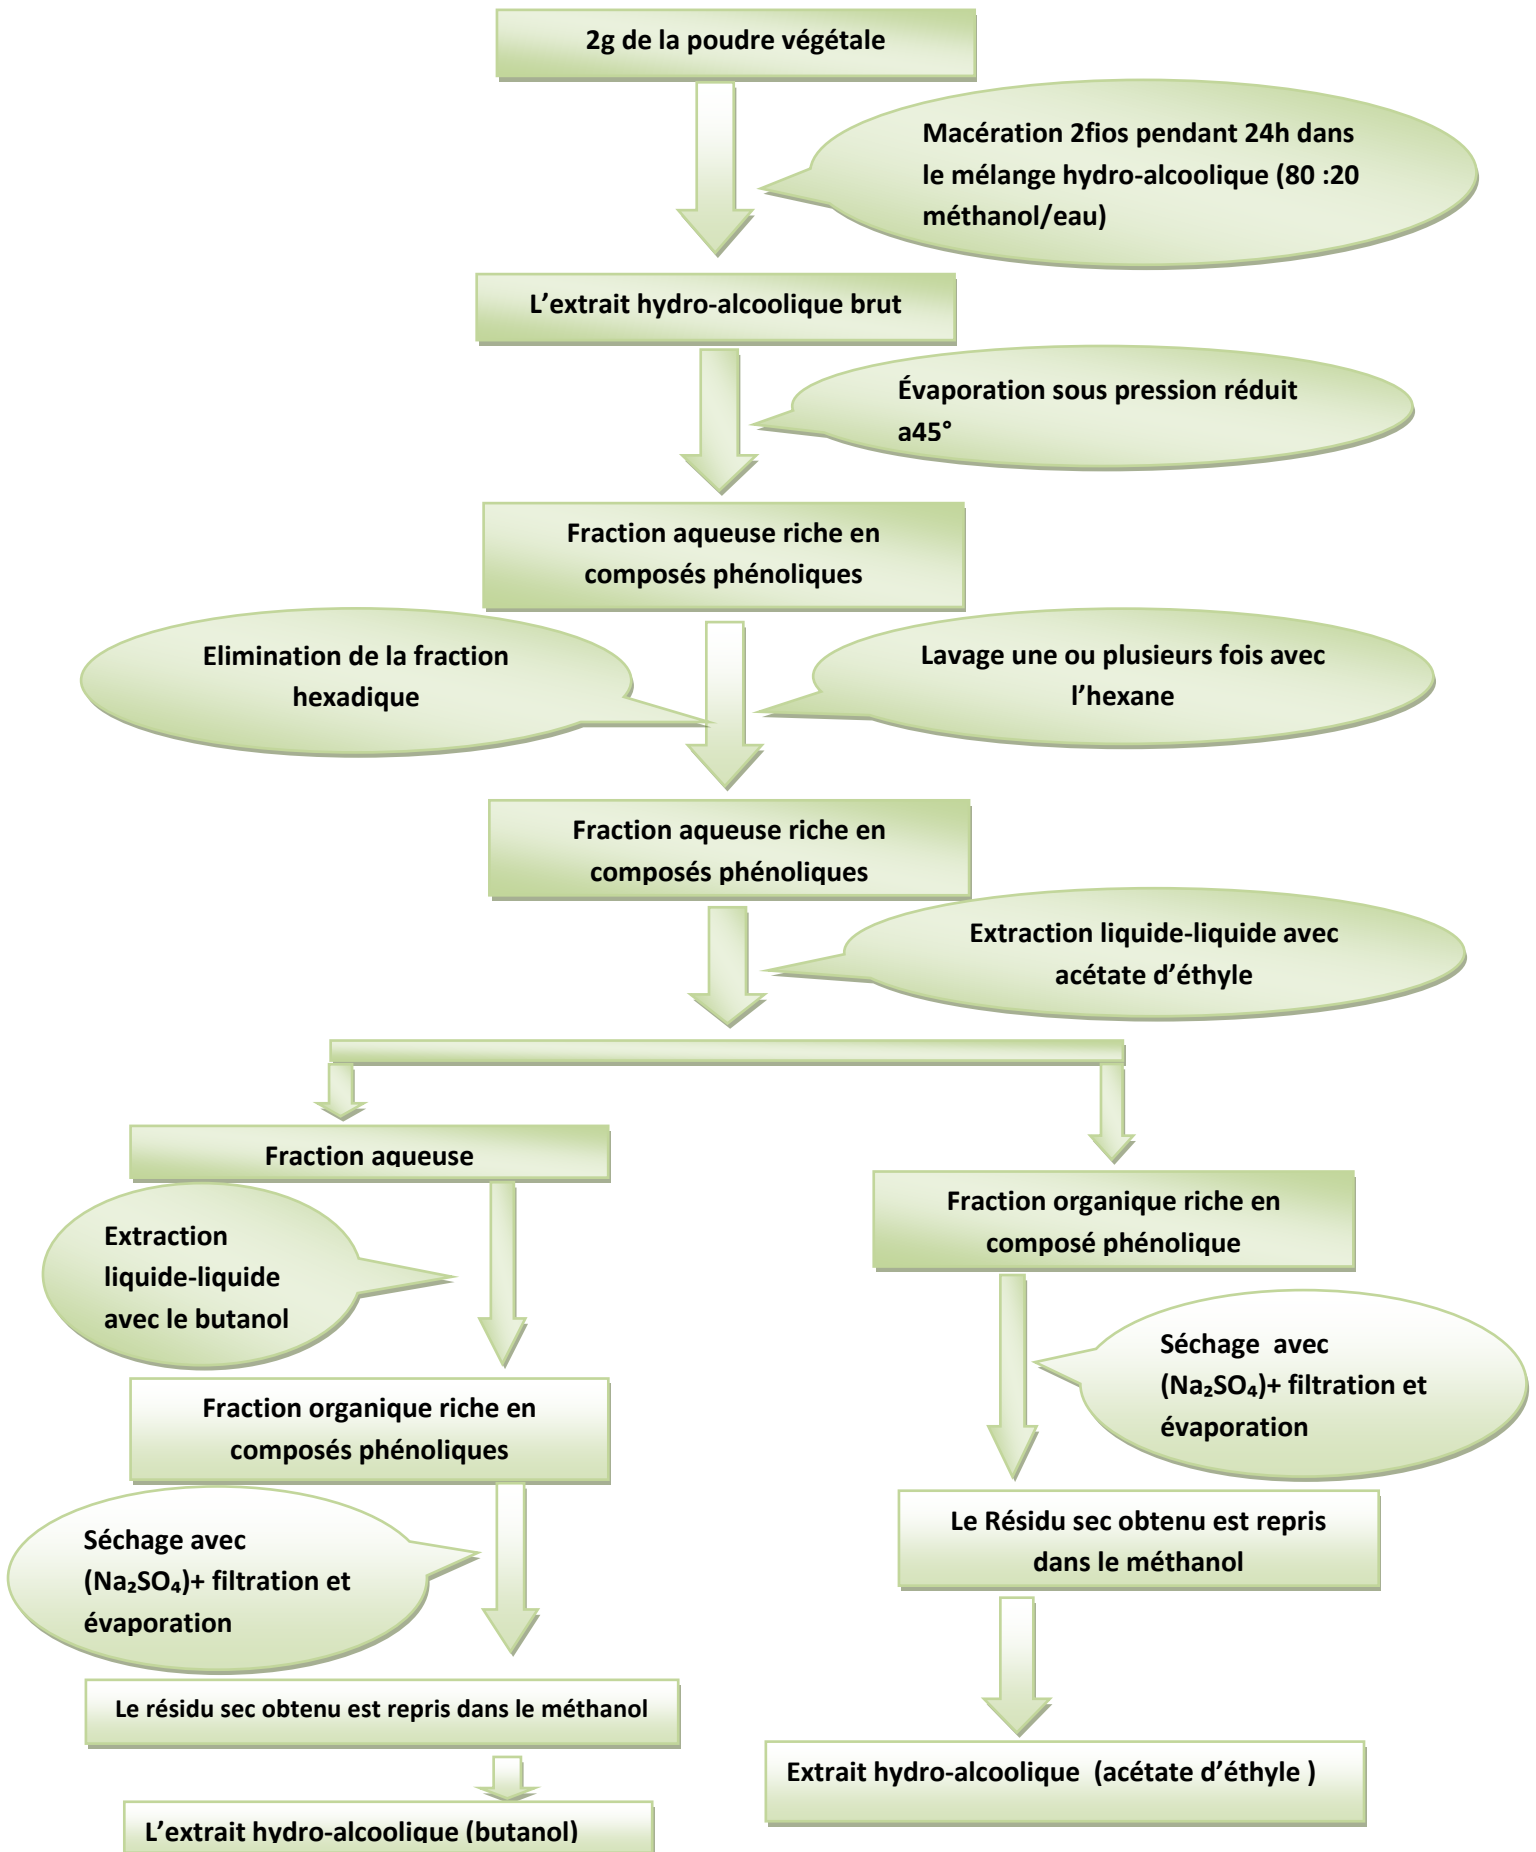 2g de la poudre végétale
Macération 2fios pendant 24h dans
le mélange hydro-alcoolique (80 :20
méthanol/eau)
L’extrait hydro-alcoolique brut
Évaporation sous pression réduit
a45°
Fraction aqueuse riche en
composés phénoliques
Elimination de la fraction
hexadique
Lavage une ou plusieurs fois avec
l’hexane
Fraction aqueuse riche en
composés phénoliques
Extraction liquide-liquide avec
acétate d’éthyle
Fraction aqueuse
Extraction
liquide-liquide
avec le butanol
Fraction organique riche en
composés phénoliques
Séchage avec
(Na₂SO₄)+ filtration et
évaporation
Le résidu sec obtenu est repris dans le méthanol
L’extrait hydro-alcoolique (butanol)
Fraction organique riche en
composé phénolique
Séchage  avec
(Na₂SO₄)+ filtration et
évaporation
Le Résidu sec obtenu est repris
dans le méthanol
Extrait hydro-alcoolique  (acétate d’éthyle )